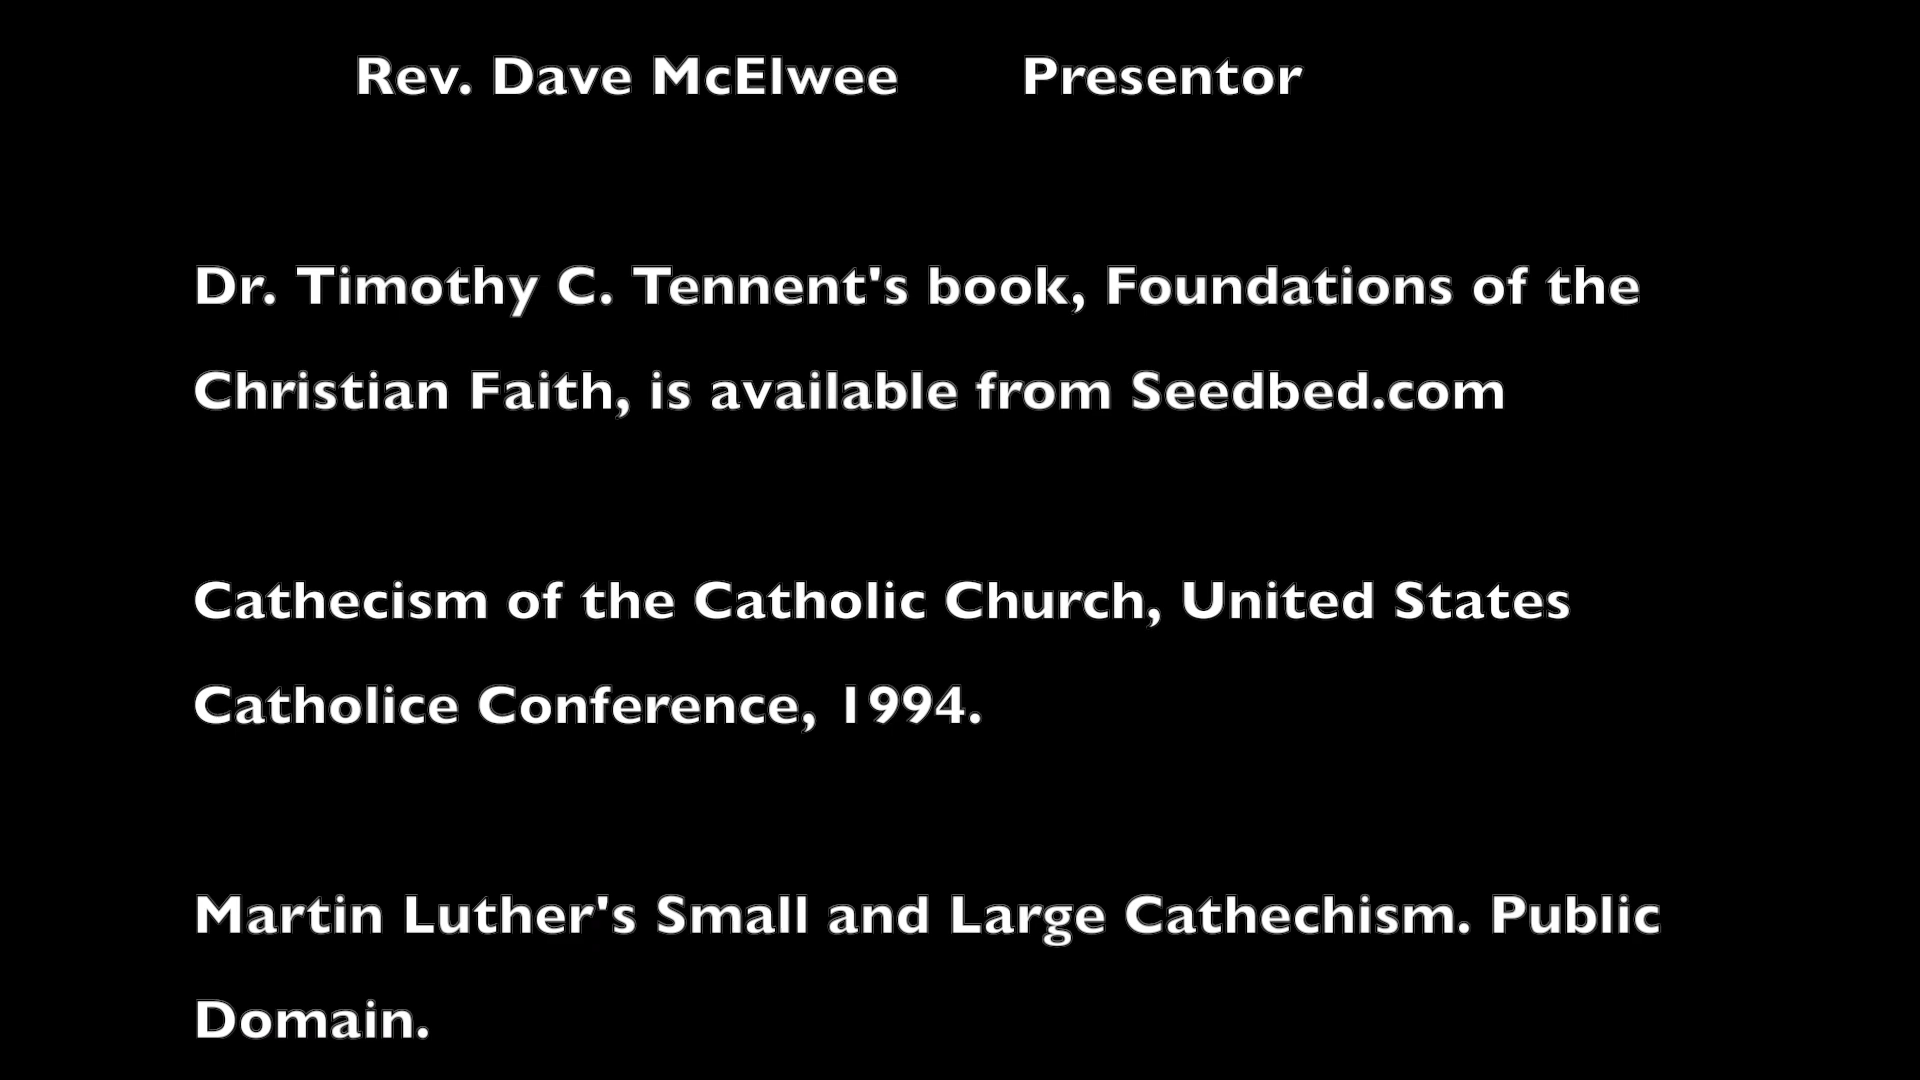 Rev. Dave McElwee Presentor
Dr. Timothy C. Tennent's book, Foundations of the
Christian Faith, is available from Seedbed.com
Cathecism of the Catholic Church, United States
Catholice Conference, 1994.
Martin Luther's Small and Large Cathechism. Public
Domain.